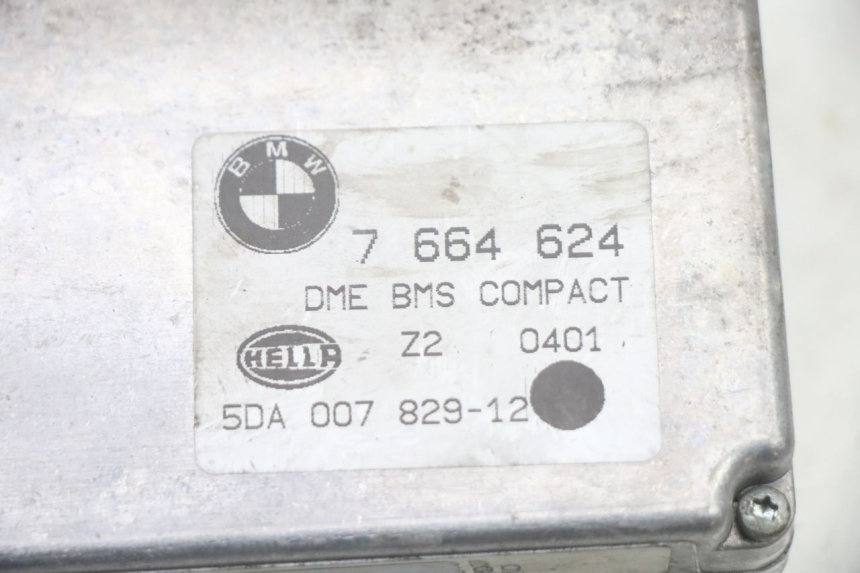 BMW
7 664 624
DME BMS COMPACT
HELLA
Z2 0401
5DA 007 829-12